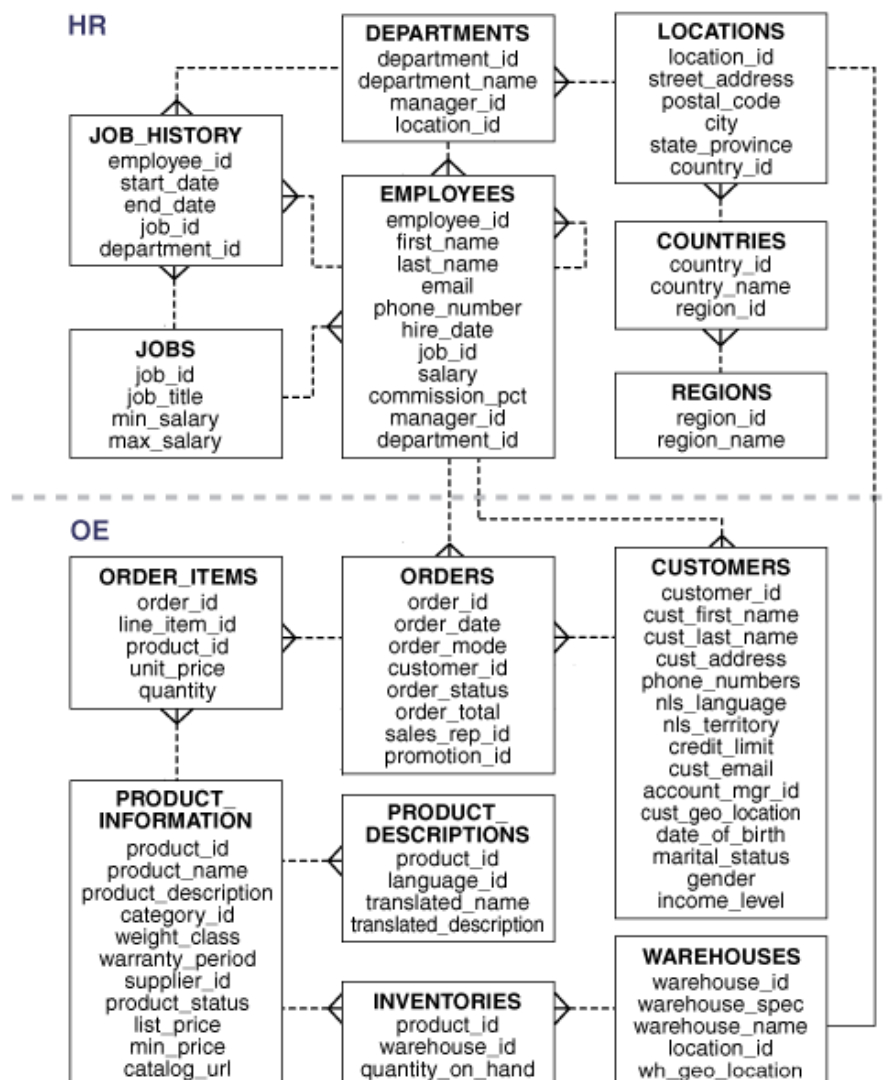 HR
DEPARTMENTS
department_id
department_name
manager_id
location_id
LOCATIONS
location_id
street_address
postal_code
city
state_province
country_id
JOB_HISTORY
employee_id
start_date
end_date
job_id
department_id
EMPLOYEES
employee_id
first_name
last_name
email
phone_number
hire_date
job_id
salary
commission_pct
manager_id
department_id
COUNTRIES
country_id
country_name
region_id
JOBS
job_id
job_title
min_salary
max_salary
REGIONS
region_id
region_name
OE
ORDER_ITEMS
order_id
line_item_id
product_id
unit_price
quantity
ORDERS
order_id
order_date
order_mode
customer_id
order_status
order_total
sales_rep_id
promotion_id
CUSTOMERS
customer_id
cust_first_name
cust_last_name
cust_address
phone_numbers
nls_language
nls_territory
credit_limit
cust_email
account_mgr_id
cust_geo_location
date_of_birth
marital_status
gender
income_level
PRODUCT_
INFORMATION
product_id
product_name
product_description
category_id
weight_class
warranty_period
supplier_id
product_status
list_price
min_price
catalog_url
PRODUCT_
DESCRIPTIONS
product_id
language_id
translated_name
translated_description
INVENTORIES
product_id
warehouse_id
quantity_on_hand
WAREHOUSES
warehouse_id
warehouse_spec
warehouse_name
location_id
wh_geo_location